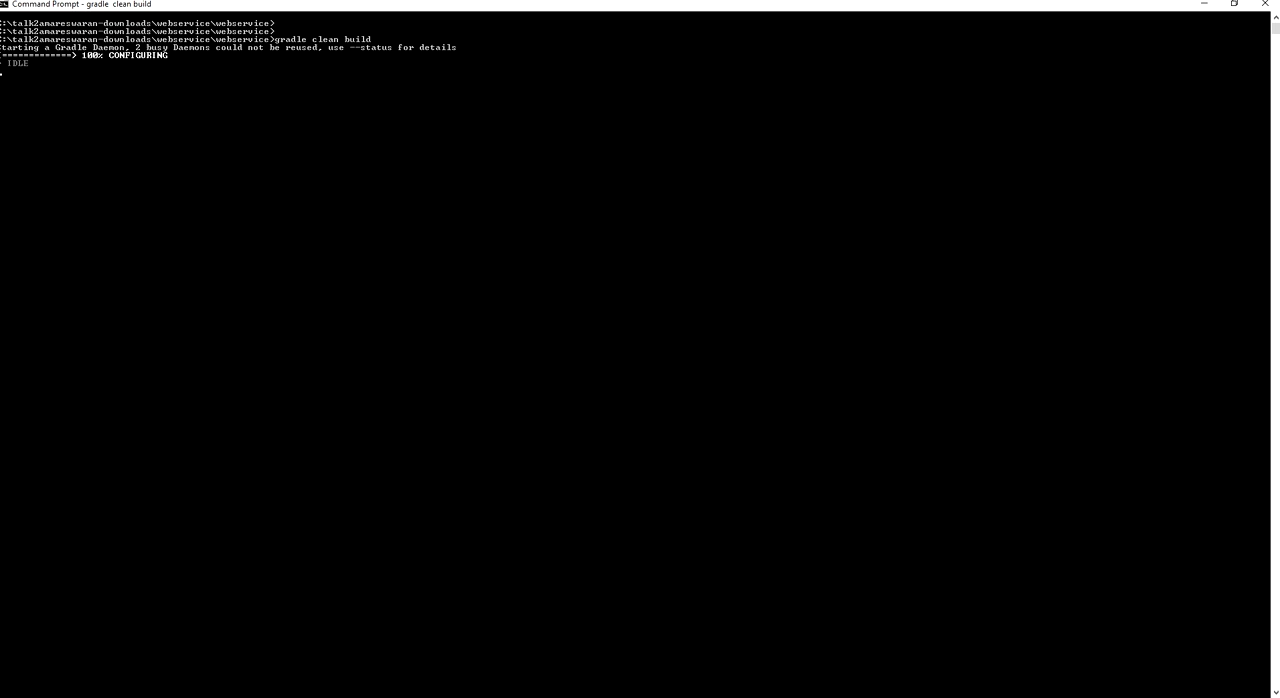 Command Prompt - gradle  clean build
:\talk2amareswaran-downloads\webservice\webservice>
:\talk2amareswaran-downloads\webservice\webservice>
:\talk2amareswaran-downloads\webservice\webservice>gradle clean build
tarting a Gradle Daemon, 2 busy Daemons could not be reused, use --status for details
=============> 100% CONFIGURING
IDLE